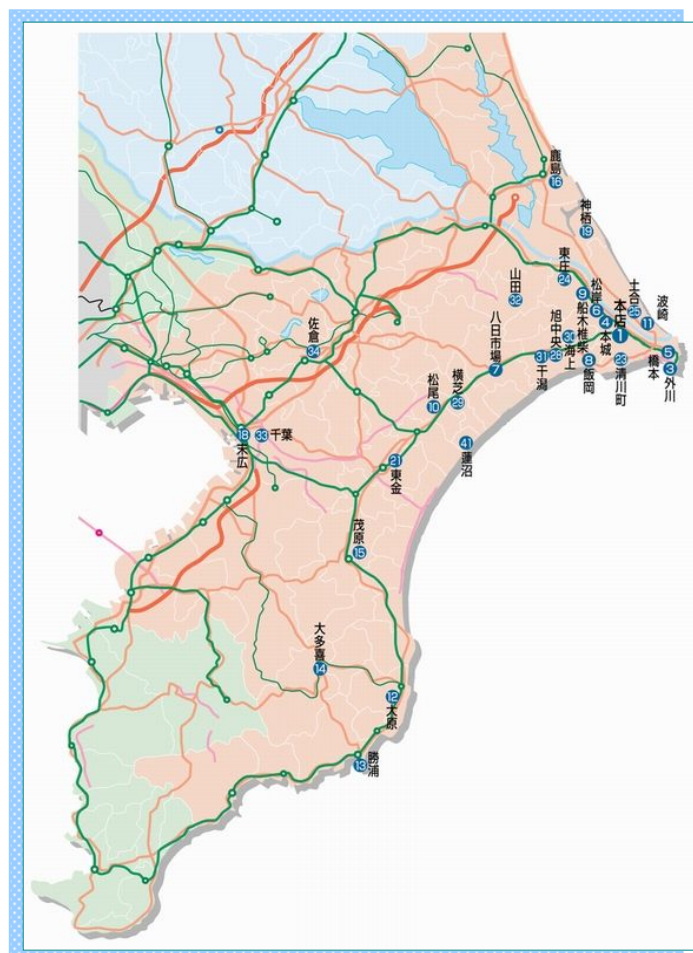 鹿島
16
神栖
19
東庄
24
山田
32
船木椎柴
9
松岸
6
本城
4
本店
1
土合
25
波崎
11
橋本
5
外川
3
清川町
23
飯岡
8
海上
30
旭中央
28
干潟
31
八日市場
7
横芝
29
松尾
10
蓮沼
41
佐倉
34
千葉
33
末広
18
東金
21
茂原
15
大多喜
14
大原
12
勝浦
13